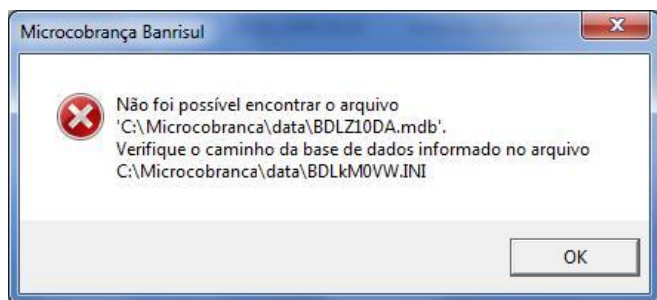 Microcobrança Banrisul
Não foi possível encontrar o arquivo
'C:\Microcobranca\data\BDLZ10DA.mdb'.
Verifique o caminho da base de dados informado no arquivo
C:\Microcobranca\data\BDLkM0VW.INI
OK